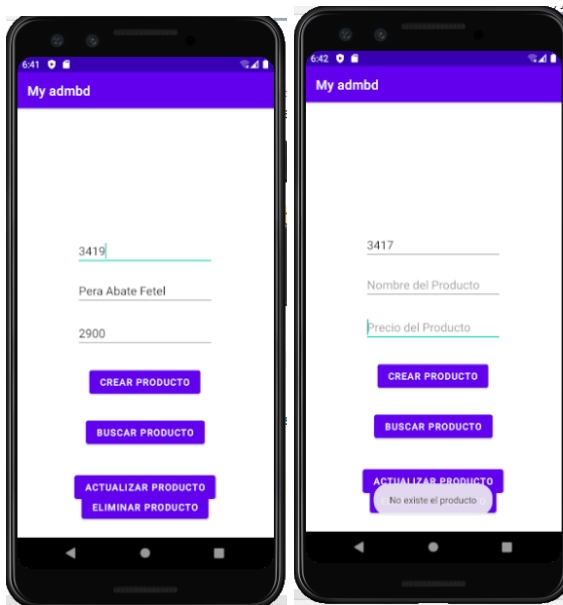 6:41
My admbd
3419
Pera Abate Fetel
2900
CREAR PRODUCTO
BUSCAR PRODUCTO
ACTUALIZAR PRODUCTO
ELIMINAR PRODUCTO
6:42
My admbd
3417
Nombre del Producto
Precio del Producto
CREAR PRODUCTO
BUSCAR PRODUCTO
ACTUALIZAR PRODUCTO
No existe el producto